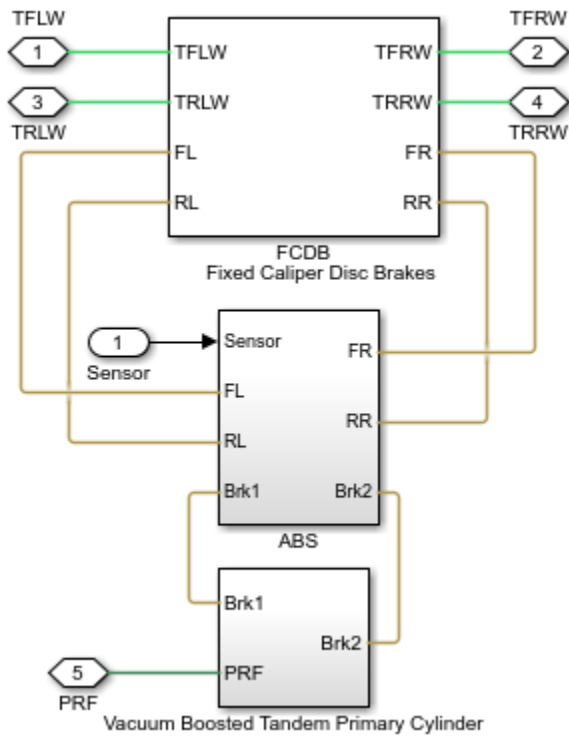 TFLW TFRW
1 TFLW TFRW 2
3 TRLW TRRW 4
TRLW TRRW
FL FR
RL RR
FCDB
Fixed Caliper Disc Brakes
1 Sensor FR
Sensor
FL
RR
RL
Brk1 Brk2
ABS
Brk1
Brk2
5 PRF
PRF
Vacuum Boosted Tandem Primary Cylinder